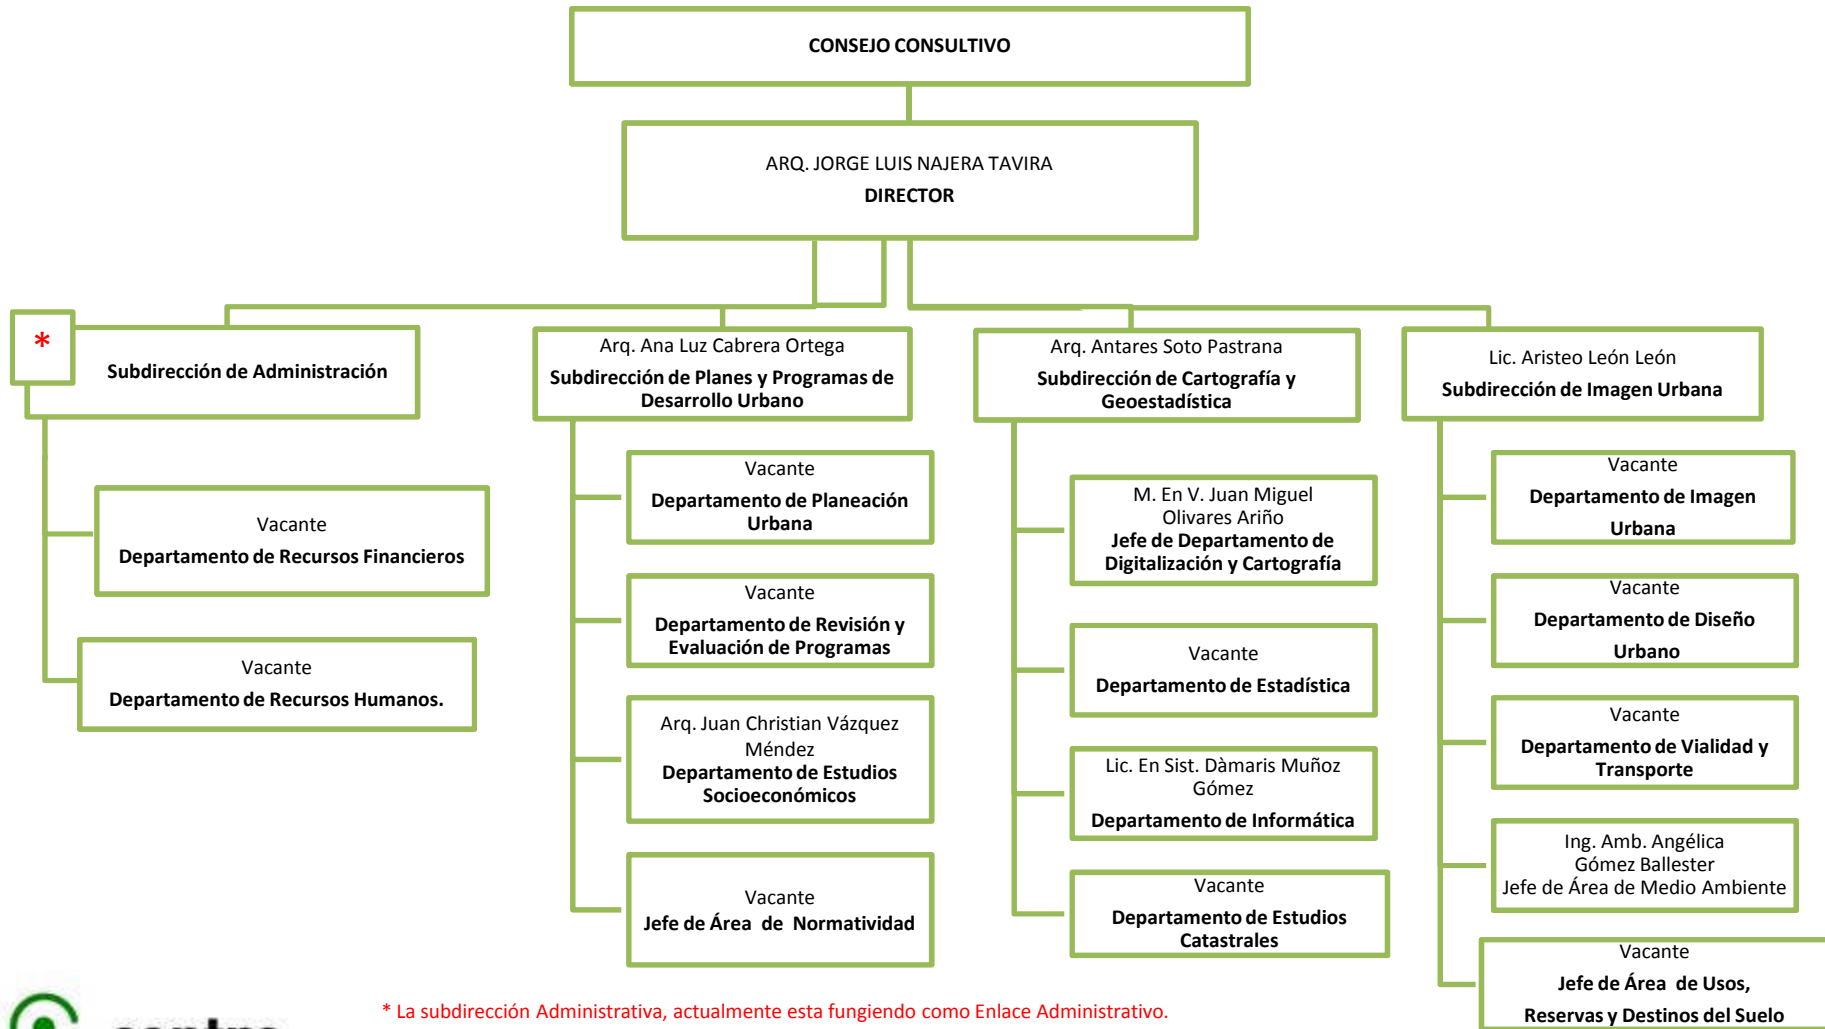 CONSEJO CONSULTIVO
ARQ. JORGE LUIS NAJERA TAVIRA
DIRECTOR
*
Subdirección de Administración
Vacante
Departamento de Recursos Financieros
Vacante
Departamento de Recursos Humanos.
Arq. Ana Luz Cabrera Ortega
Subdirección de Planes y Programas de
Desarrollo Urbano
Vacante
Departamento de Planeación
Urbana
Vacante
Departamento de Revisión y
Evaluación de Programas
Arq. Juan Christian Vázquez
Méndez
Departamento de Estudios
Socioeconómicos
Vacante
Jefe de Área de Normatividad
Arq. Antares Soto Pastrana
Subdirección de Cartografía y
Geoestadística
M. En V. Juan Miguel
Olivares Ariño
Jefe de Departamento de
Digitalización y Cartografía
Vacante
Departamento de Estadística
Lic. En Sist. Dàmaris Muñoz
Gómez
Departamento de Informática
Vacante
Departamento de Estudios
Catastrales
Lic. Aristeo León León
Subdirección de Imagen Urbana
Vacante
Departamento de Imagen
Urbana
Vacante
Departamento de Diseño
Urbano
Vacante
Departamento de Vialidad y
Transporte
Ing. Amb. Angélica
Gómez Ballester
Jefe de Área de Medio Ambiente
Vacante
Jefe de Área de Usos,
Reservas y Destinos del Suelo
* La subdirección Administrativa, actualmente esta fungiendo como Enlace Administrativo.